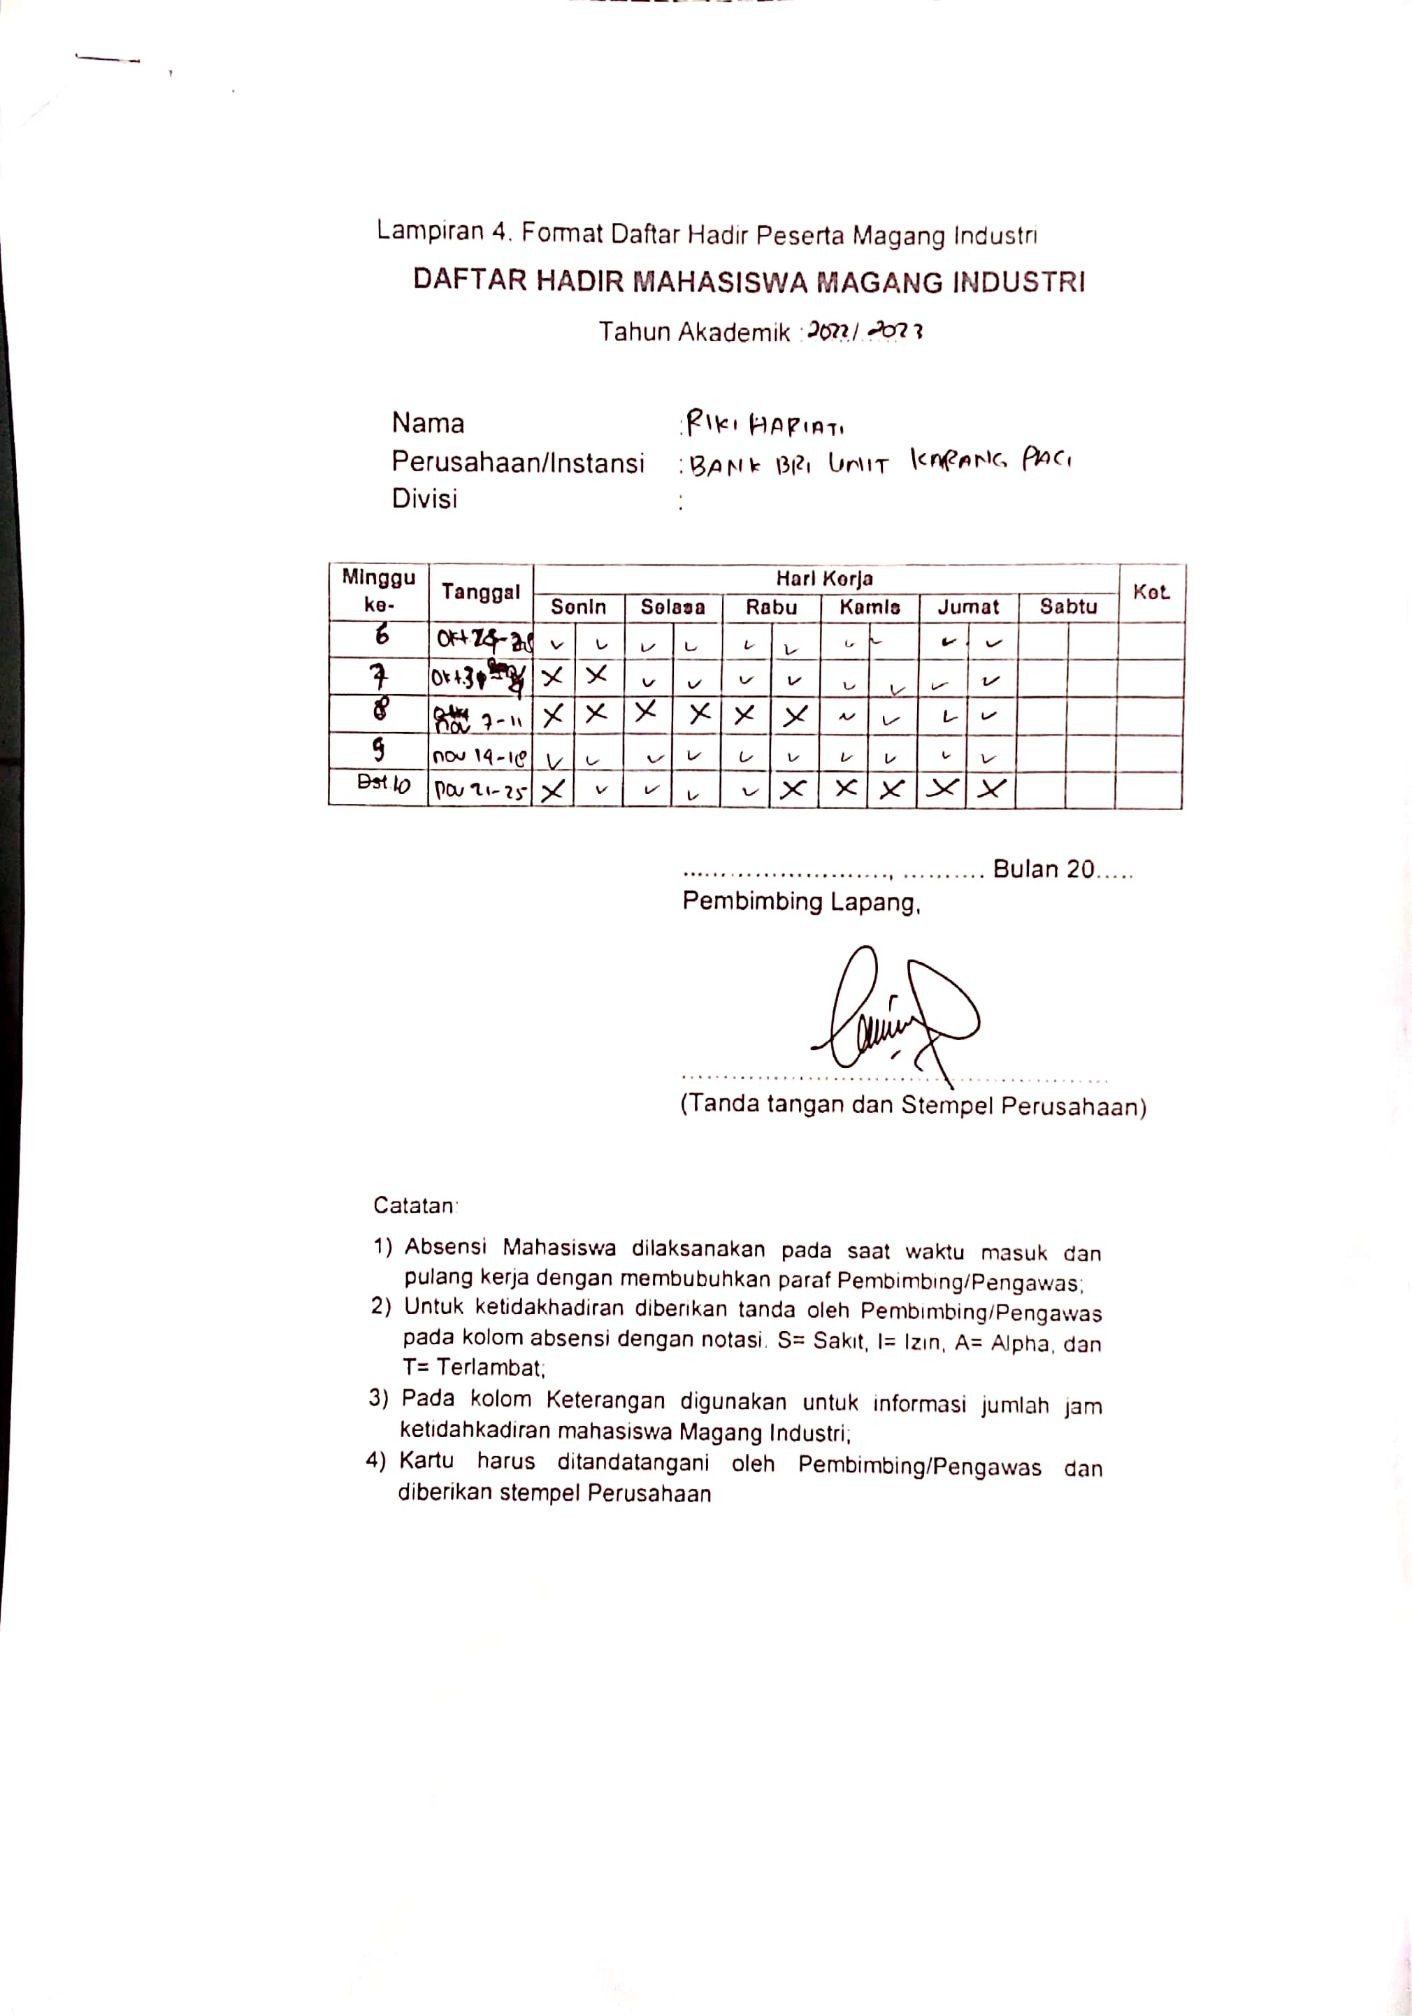 Lampiran 4. Format Daftar Hadir Peserta Magang Industri
DAFTAR HADIR MAHASISWA MAGANG INDUSTRI
Tahun Akademik : 2022/2023
Nama : RIKI HARIATI
Perusahaan/Instansi : BANK BRI UNIT KARANG PACI
Divisi :
Minggu ke- Tanggal Hari Kerja Ket.
Senin Selasa Rabu Kamis Jumat Sabtu
6 Okt ✓ ✓ ✓ ✓ ✓ ✓ ✓ ✓ ✓ ✓
7 Okt 31 X X ✓ ✓ ✓ ✓ ✓ ✓ ✓ ✓
8 nov 7-11 X X X X X X ✓ ✓ ✓ ✓
9 nov 14-18 ✓ ✓ ✓ ✓ ✓ ✓ ✓ ✓ ✓ ✓
Dst 10 nov 21-25 X ✓ ✓ ✓ ✓ X X X X X
............................, .......... Bulan 20.....
Pembimbing Lapang,
(Tanda tangan dan Stempel Perusahaan)
Catatan:
1) Absensi Mahasiswa dilaksanakan pada saat waktu masuk dan
pulang kerja dengan membubuhkan paraf Pembimbing/Pengawas;
2) Untuk ketidakhadiran diberikan tanda oleh Pembimbing/Pengawas
pada kolom absensi dengan notasi. S= Sakit, I= Izin, A= Alpha, dan
T= Terlambat;
3) Pada kolom Keterangan digunakan untuk informasi jumlah jam
ketidahkadiran mahasiswa Magang Industri;
4) Kartu harus ditandatangani oleh Pembimbing/Pengawas dan
diberikan stempel Perusahaan